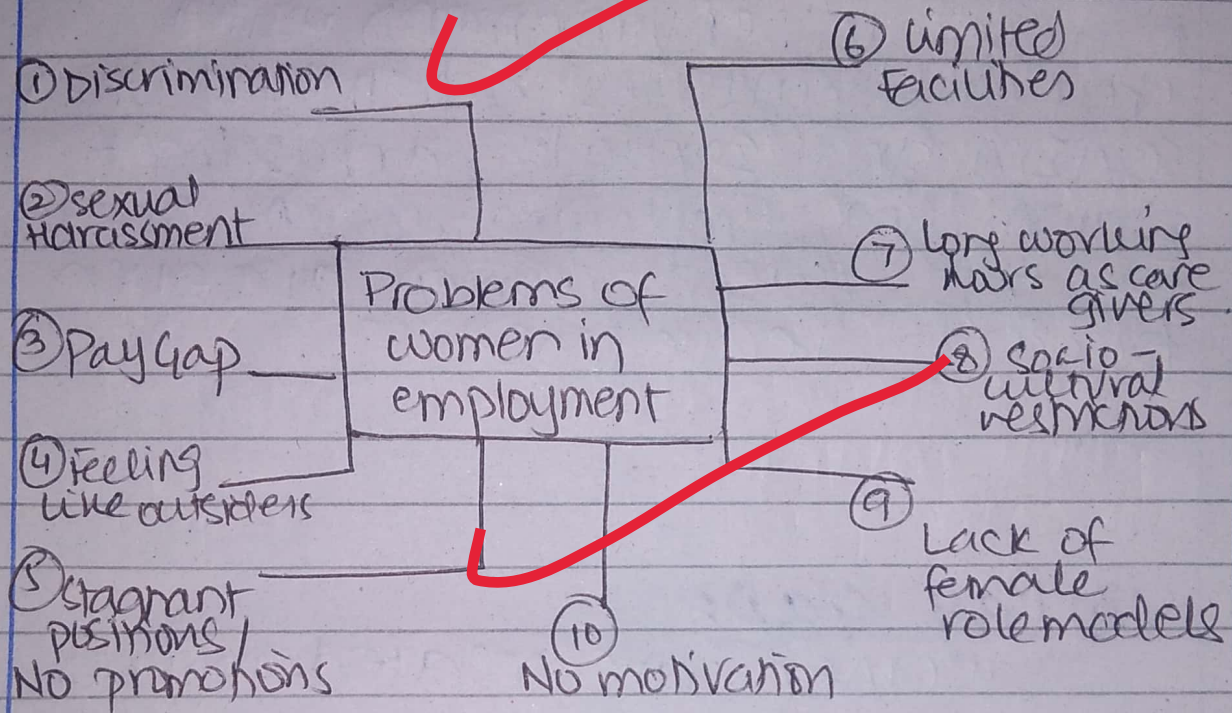 ① Discrimination
② sexual
Harassment
③ Pay Gap
④ Feeling
like outsiders
⑤ stagnant
positions /
No promotions
Problems of
women in
employment
⑥ Limited
Facilities
⑦ Long working
hours as care
givers
⑧ Socio-
cultural
restrictions
⑨
Lack of
female
role models
⑩
No motivation